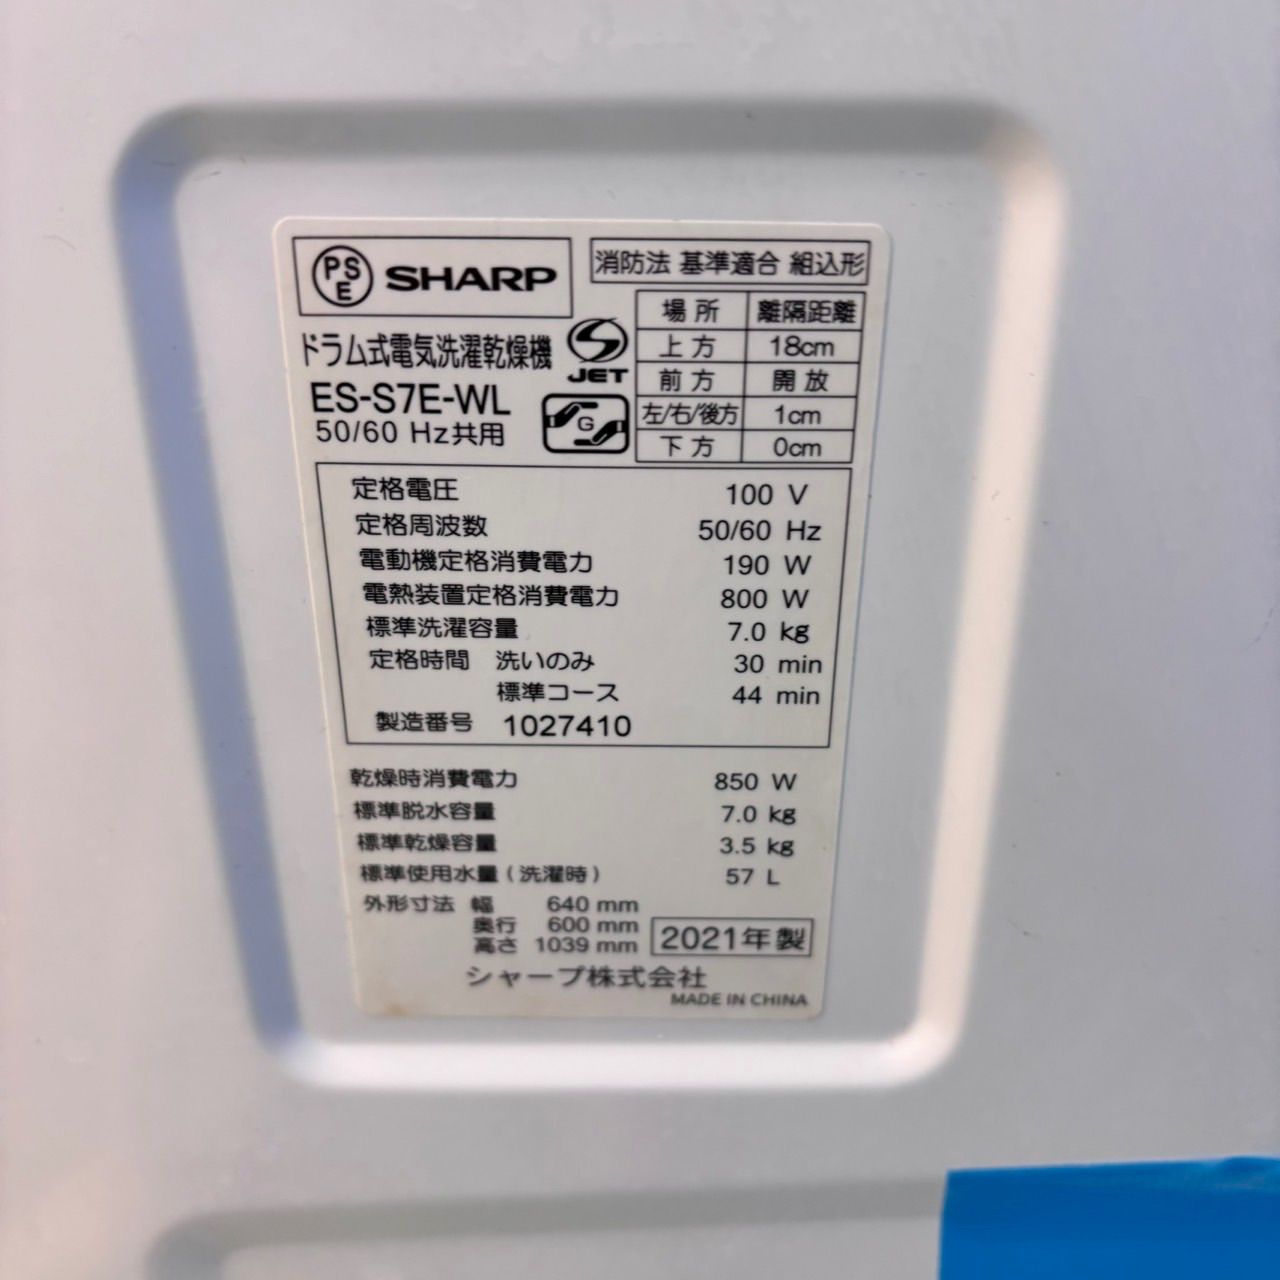 PSE SHARP
消防法 基準適合 組込形
場所 離隔距離
上方 18cm
前方 開放
左/右/後方 1cm
下方 0cm
ドラム式電気洗濯乾燥機
JET
ES-S7E-WL
50/60 Hz共用
G
定格電圧 100 V
定格周波数 50/60 Hz
電動機定格消費電力 190 W
電熱装置定格消費電力 800 W
標準洗濯容量 7.0 kg
定格時間 洗いのみ 30 min
標準コース 44 min
製造番号 1027410
乾燥時消費電力 850 W
標準脱水容量 7.0 kg
標準乾燥容量 3.5 kg
標準使用水量(洗濯時) 57 L
外形寸法 幅 640 mm
奥行 600 mm
高さ 1039 mm
2021年製
シャープ株式会社
MADE IN CHINA